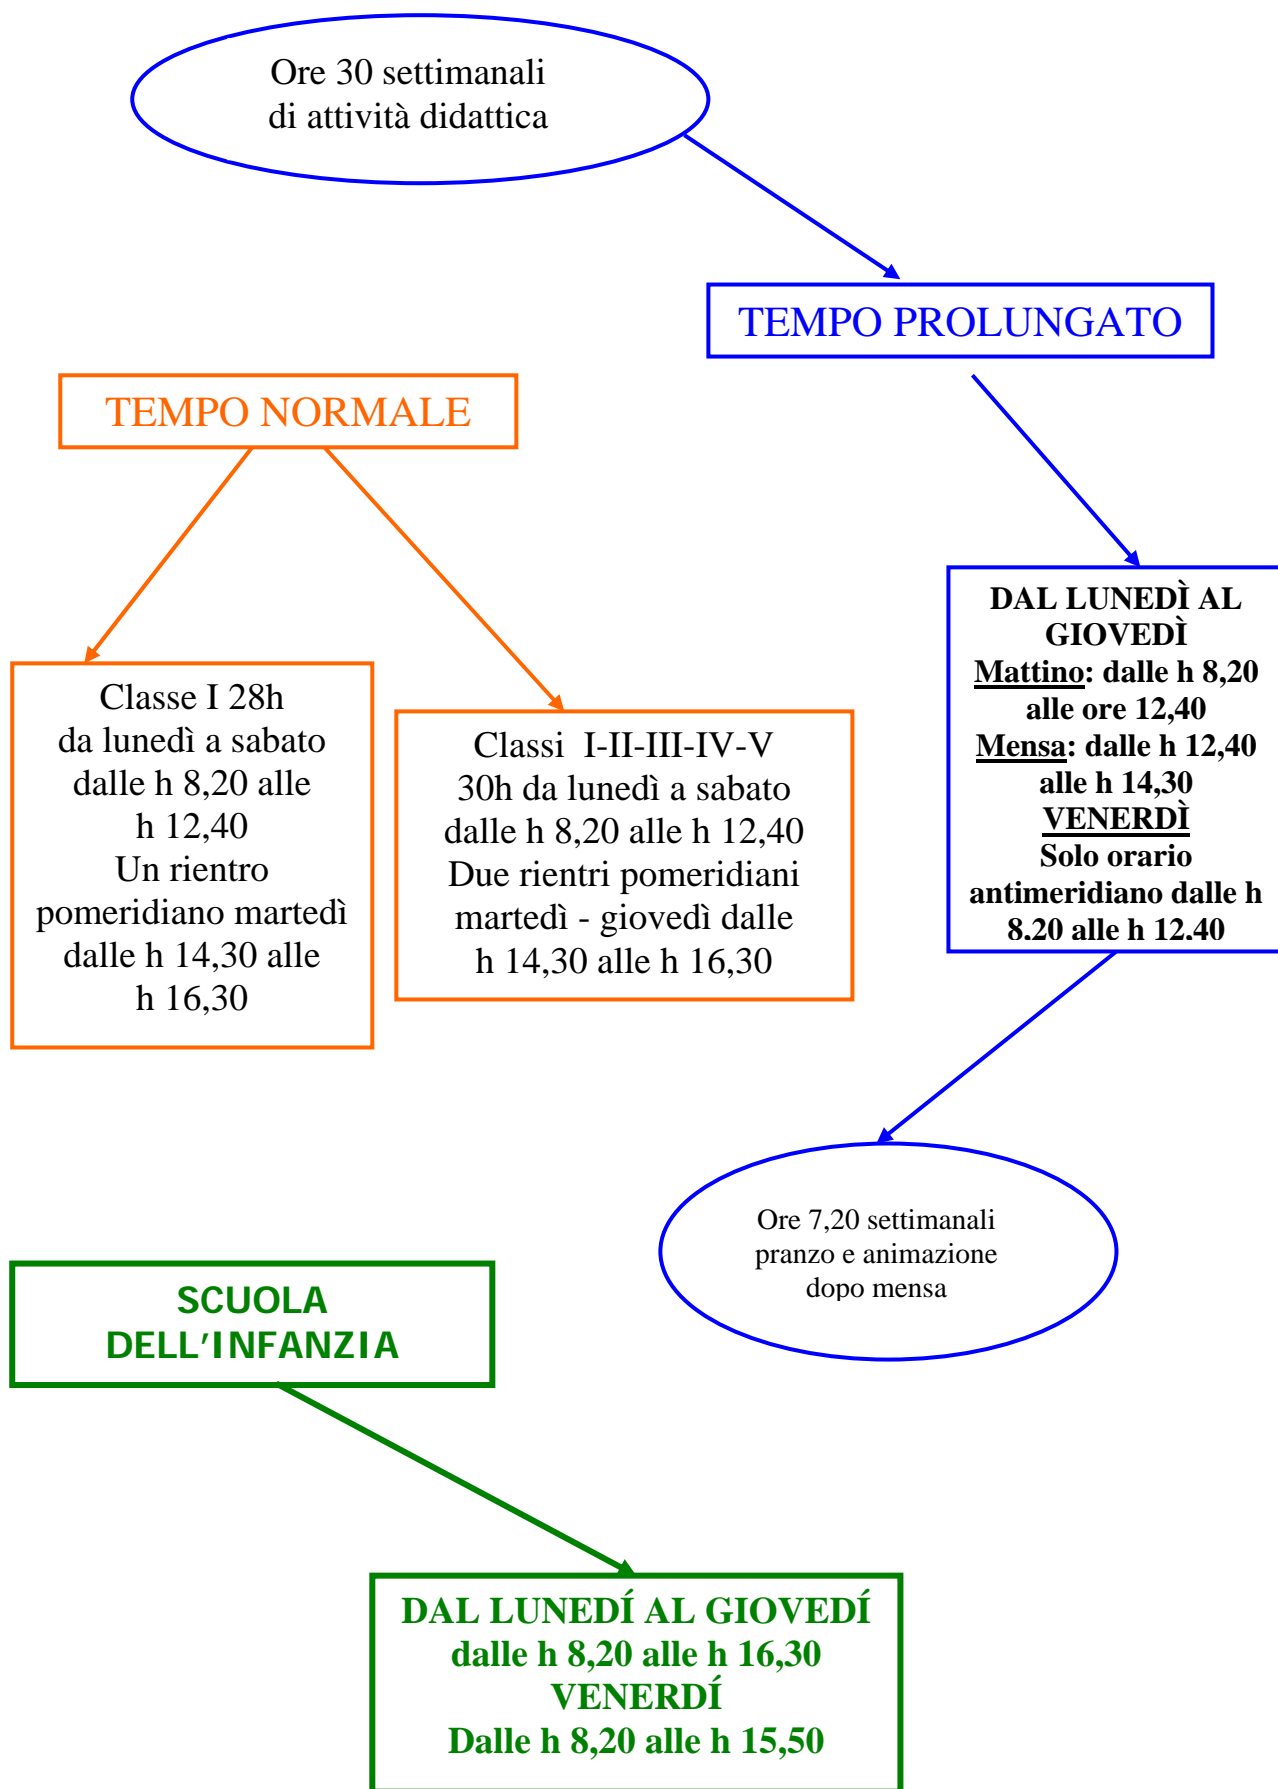 Ore 30 settimanali
di attività didattica
TEMPO PROLUNGATO
TEMPO NORMALE
Classe I 28h
da lunedì a sabato
dalle h 8,20 alle
h 12,40
Un rientro
pomeridiano martedì
dalle h 14,30 alle
h 16,30
Classi I-II-III-IV-V
30h da lunedì a sabato
dalle h 8,20 alle h 12,40
Due rientri pomeridiani
martedì - giovedì dalle
h 14,30 alle h 16,30
DAL LUNEDÌ AL
GIOVEDÌ
Mattino: dalle h 8,20
alle ore 12,40
Mensa: dalle h 12,40
alle h 14,30
VENERDÌ
Solo orario
antimeridiano dalle h
8.20 alle h 12.40
Ore 7,20 settimanali
pranzo e animazione
dopo mensa
SCUOLA
DELL'INFANZIA
DAL LUNEDÍ AL GIOVEDÍ
dalle h 8,20 alle h 16,30
VENERDÍ
Dalle h 8,20 alle h 15,50